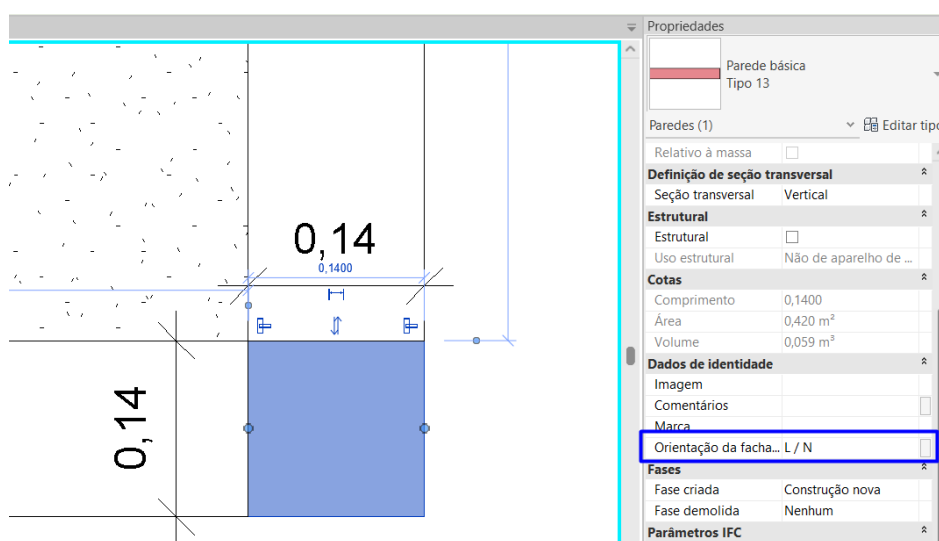 Propriedades
Parede básica
Tipo 13
Paredes (1)
Editar tipo
Relativo à massa
Definição de seção transversal
Seção transversal Vertical
Estrutural
Estrutural
Uso estrutural Não de aparelho de ...
Cotas
Comprimento 0,1400
Área 0,420 m²
Volume 0,059 m³
Dados de identidade
Imagem
Comentários
Marca
Orientação da facha... L / N
Fases
Fase criada Construção nova
Fase demolida Nenhum
Parâmetros IFC
0,14
0,1400
0,14